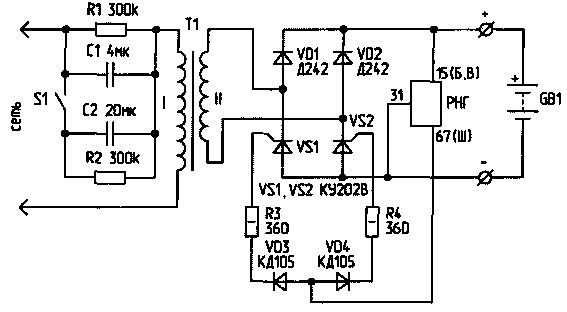 R1 300k
T1
+
C1 4мк
VD1
Д242
VD2
Д242
15(Б,В)
+
S1
I
II
31
РНГ
GB1
сеть
C2 20мк
VS2
67(Ш)
R2 300k
VS1
-
VS1, VS2 КУ202В
R3
360
R4
360
VD3
КД105
VD4
КД105